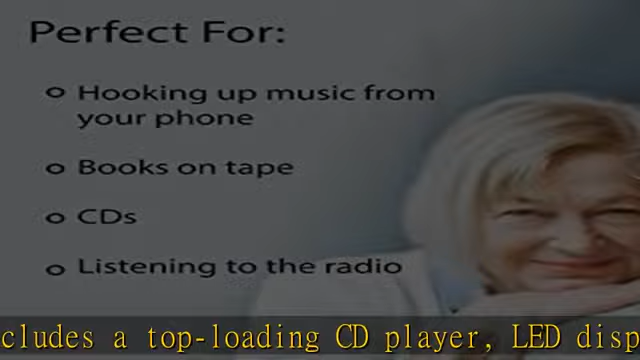 Perfect For:
Hooking up music from
your phone
Books on tape
CDs
Listening to the radio
cludes a top-loading CD player, LED disp